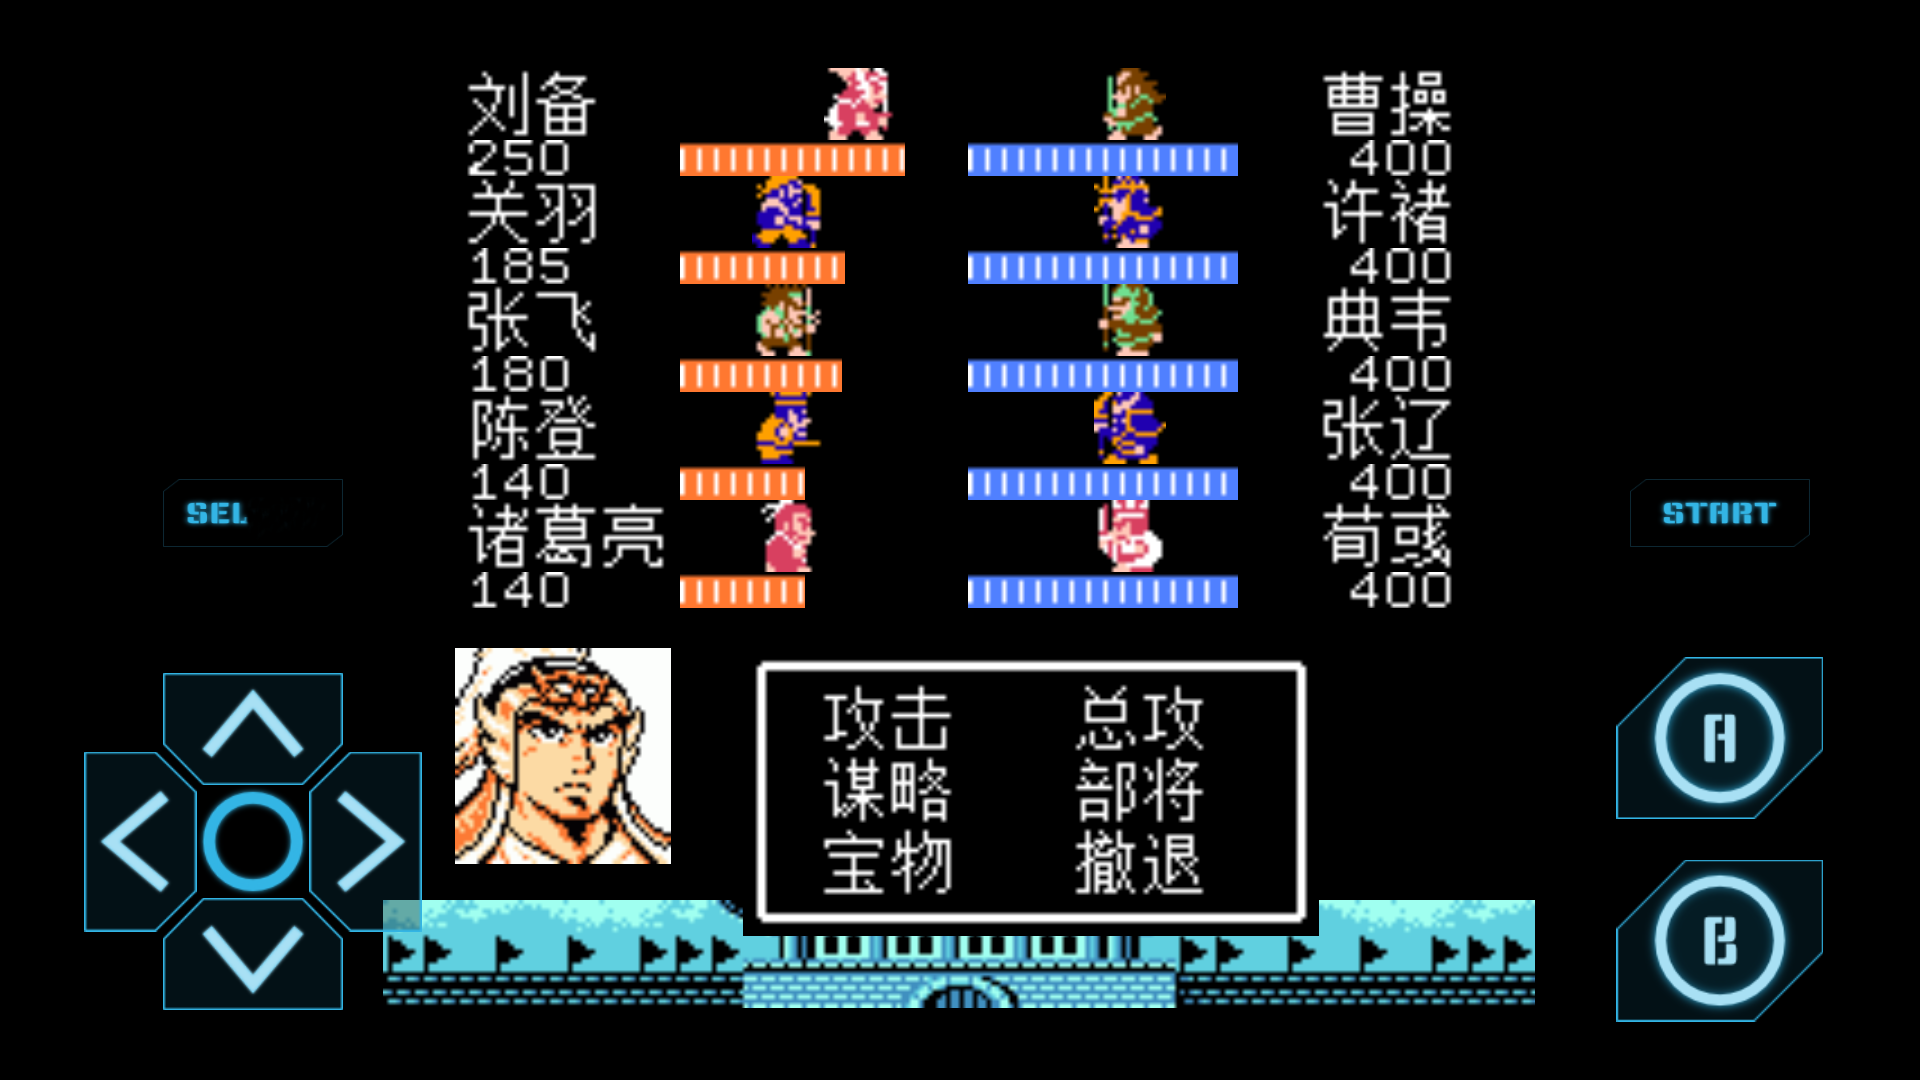 刘备 曹操
250 400
关羽 许褚
185 400
张飞 典韦
180 400
陈登 张辽
140 400
诸葛亮 荀彧
140 400
SEL
START
攻击 总攻
谋略 部将
宝物 撤退
A
B